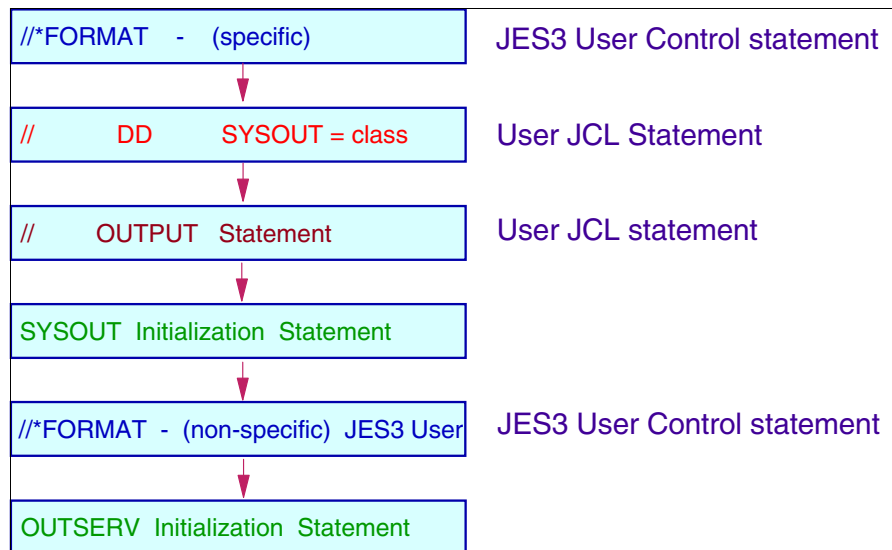 //*FORMAT - (specific) JES3 User Control statement
// DD SYSOUT = class User JCL Statement
// OUTPUT Statement User JCL statement
SYSOUT Initialization Statement
//*FORMAT - (non-specific) JES3 User JES3 User Control statement
OUTSERV Initialization Statement